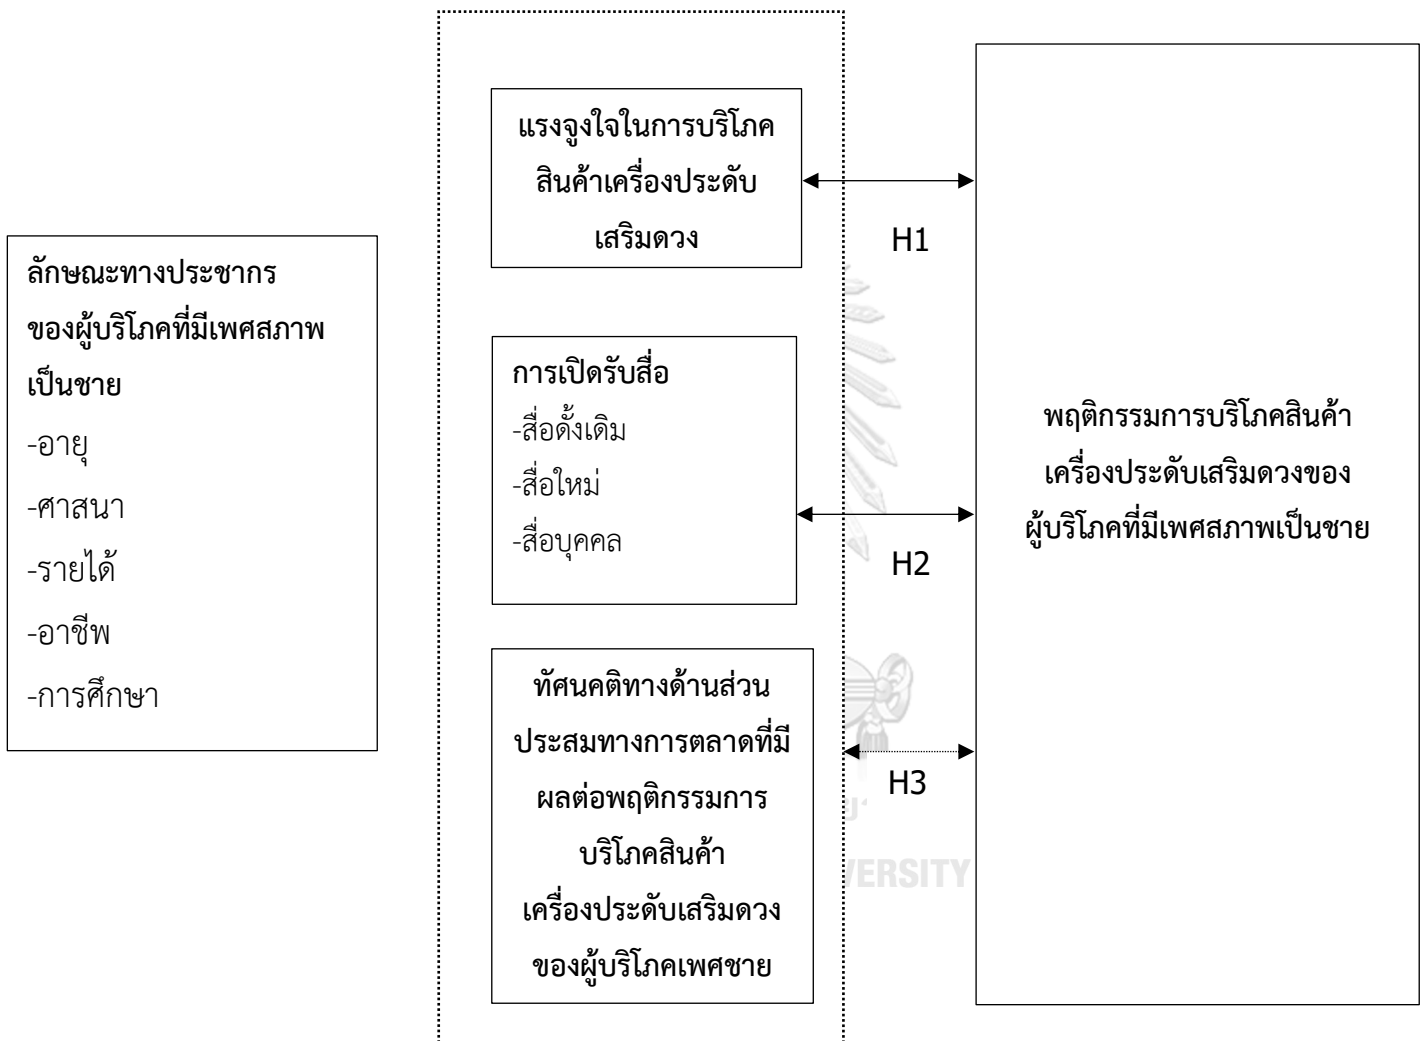 ลักษณะทางประชากร
ของผู้บริโภคที่มีเพศสภาพ
เป็นชาย
-อายุ
-ศาสนา
-รายได้
-อาชีพ
-การศึกษา
แรงจูงใจในการบริโภค
สินค้าเครื่องประดับ
เสริมดวง
การเปิดรับสื่อ
-สื่อดั้งเดิม
-สื่อใหม่
-สื่อบุคคล
ทัศนคติทางด้านส่วน
ประสมทางการตลาดที่มี
ผลต่อพฤติกรรมการ
บริโภคสินค้า
เครื่องประดับเสริมดวง
ของผู้บริโภคเพศชาย
H1
H2
H3
พฤติกรรมการบริโภคสินค้า
เครื่องประดับเสริมดวงของ
ผู้บริโภคที่มีเพศสภาพเป็นชาย
VERSITY